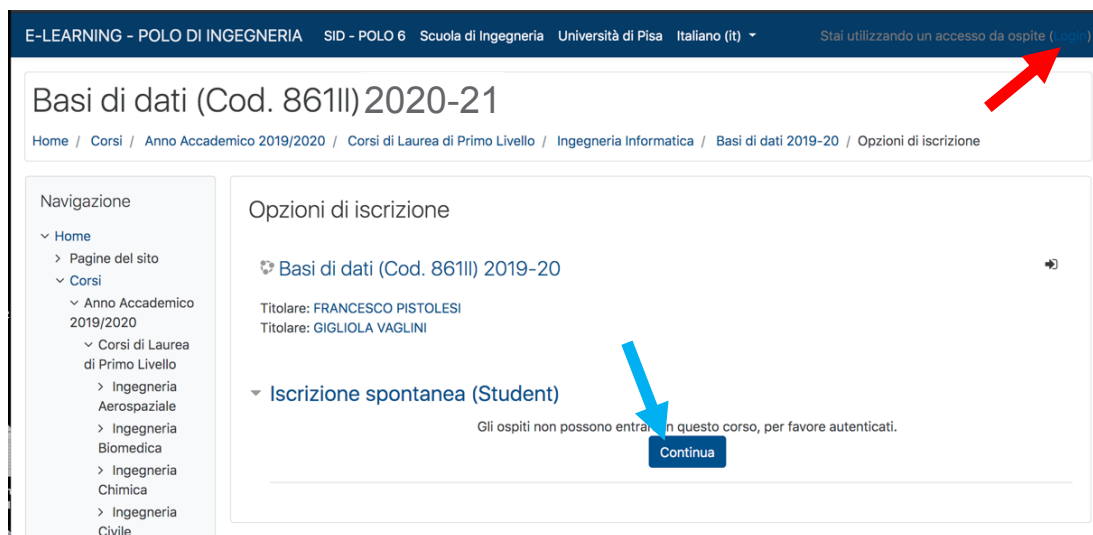 E-LEARNING - POLO DI INGEGNERIA SID - POLO 6 Scuola di Ingegneria Università di Pisa Italiano (it) Stai utilizzando un accesso da ospite (Login)
Basi di dati (Cod. 861II) 2020-21
Home / Corsi / Anno Accademico 2019/2020 / Corsi di Laurea di Primo Livello / Ingegneria Informatica / Basi di dati 2019-20 / Opzioni di iscrizione
Navigazione
Home
Pagine del sito
Corsi
Anno Accademico
2019/2020
Corsi di Laurea
di Primo Livello
Ingegneria
Aerospaziale
Ingegneria
Biomedica
Ingegneria
Chimica
Ingegneria
Civile
Opzioni di iscrizione
Basi di dati (Cod. 861II) 2019-20
Titolare: FRANCESCO PISTOLESI
Titolare: GIGLIOLA VAGLINI
Iscrizione spontanea (Student)
Gli ospiti non possono entrare in questo corso, per favore autenticati.
Continua